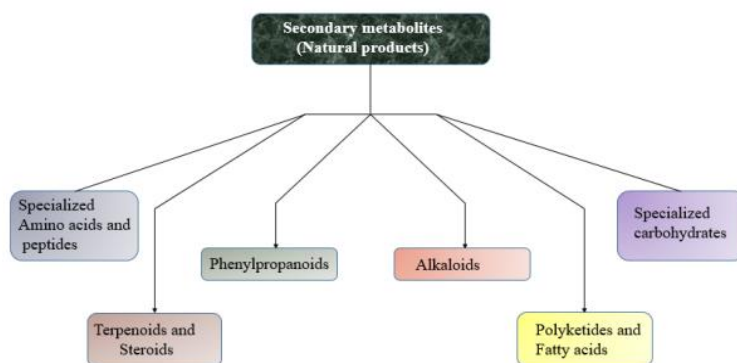 Secondary metabolites
(Natural products)
Specialized
Amino acids and
peptides
Specialized
carbohydrates
Phenylpropanoids
Alkaloids
Terpenoids and
Steroids
Polyketides and
Fatty acids